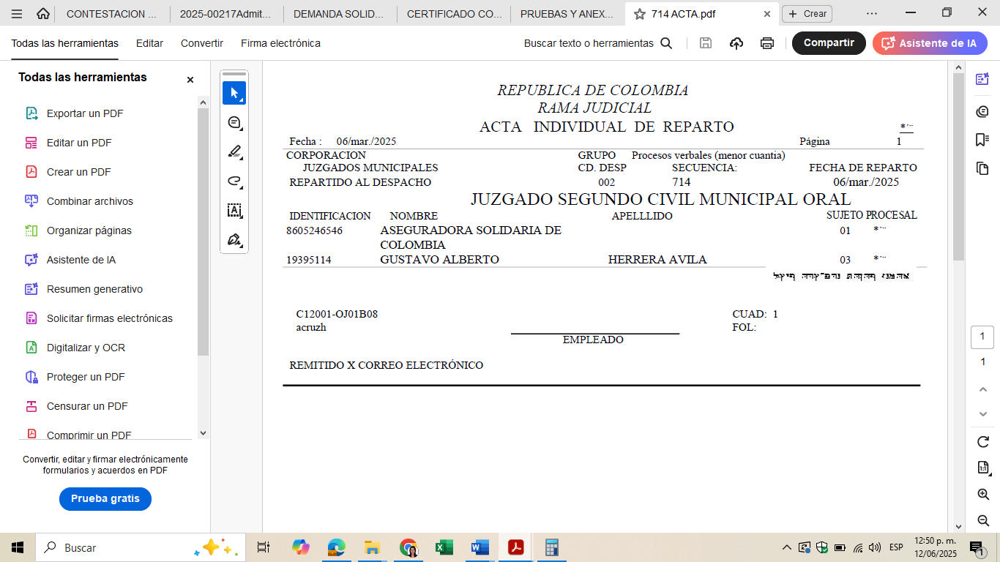 CONTESTACION ...
2025-00217Admit...
DEMANDA SOLID...
CERTIFICADO CO...
PRUEBAS Y ANEX...
714 ACTA.pdf
Crear
Todas las herramientas
Editar
Convertir
Firma electrónica
Buscar texto o herramientas
Compartir
Asistente de IA
Todas las herramientas
Exportar un PDF
Editar un PDF
Crear un PDF
Combinar archivos
Organizar páginas
Asistente de IA
Resumen generativo
Solicitar firmas electrónicas
Digitalizar y OCR
Proteger un PDF
Censurar un PDF
Comprimir un PDF
Convertir, editar y firmar electrónicamente
formularios y acuerdos en PDF
Prueba gratis
REPUBLICA DE COLOMBIA
RAMA JUDICIAL
ACTA INDIVIDUAL DE REPARTO
Fecha : 06/mar./2025 Página 1
CORPORACION GRUPO Procesos verbales (menor cuantia)
JUZGADOS MUNICIPALES CD. DESP SECUENCIA: FECHA DE REPARTO
REPARTIDO AL DESPACHO 002 714 06/mar./2025
JUZGADO SEGUNDO CIVIL MUNICIPAL ORAL
IDENTIFICACION NOMBRE APELLLIDO SUJETO PROCESAL
8605246546 ASEGURADORA SOLIDARIA DE 01
COLOMBIA
19395114 GUSTAVO ALBERTO HERRERA AVILA 03
C12001-OJ01B08 CUAD: 1
acruzh FOL:
EMPLEADO
REMITIDO X CORREO ELECTRÓNICO
1
1
Buscar
ESP
12:50 p. m.
12/06/2025
1